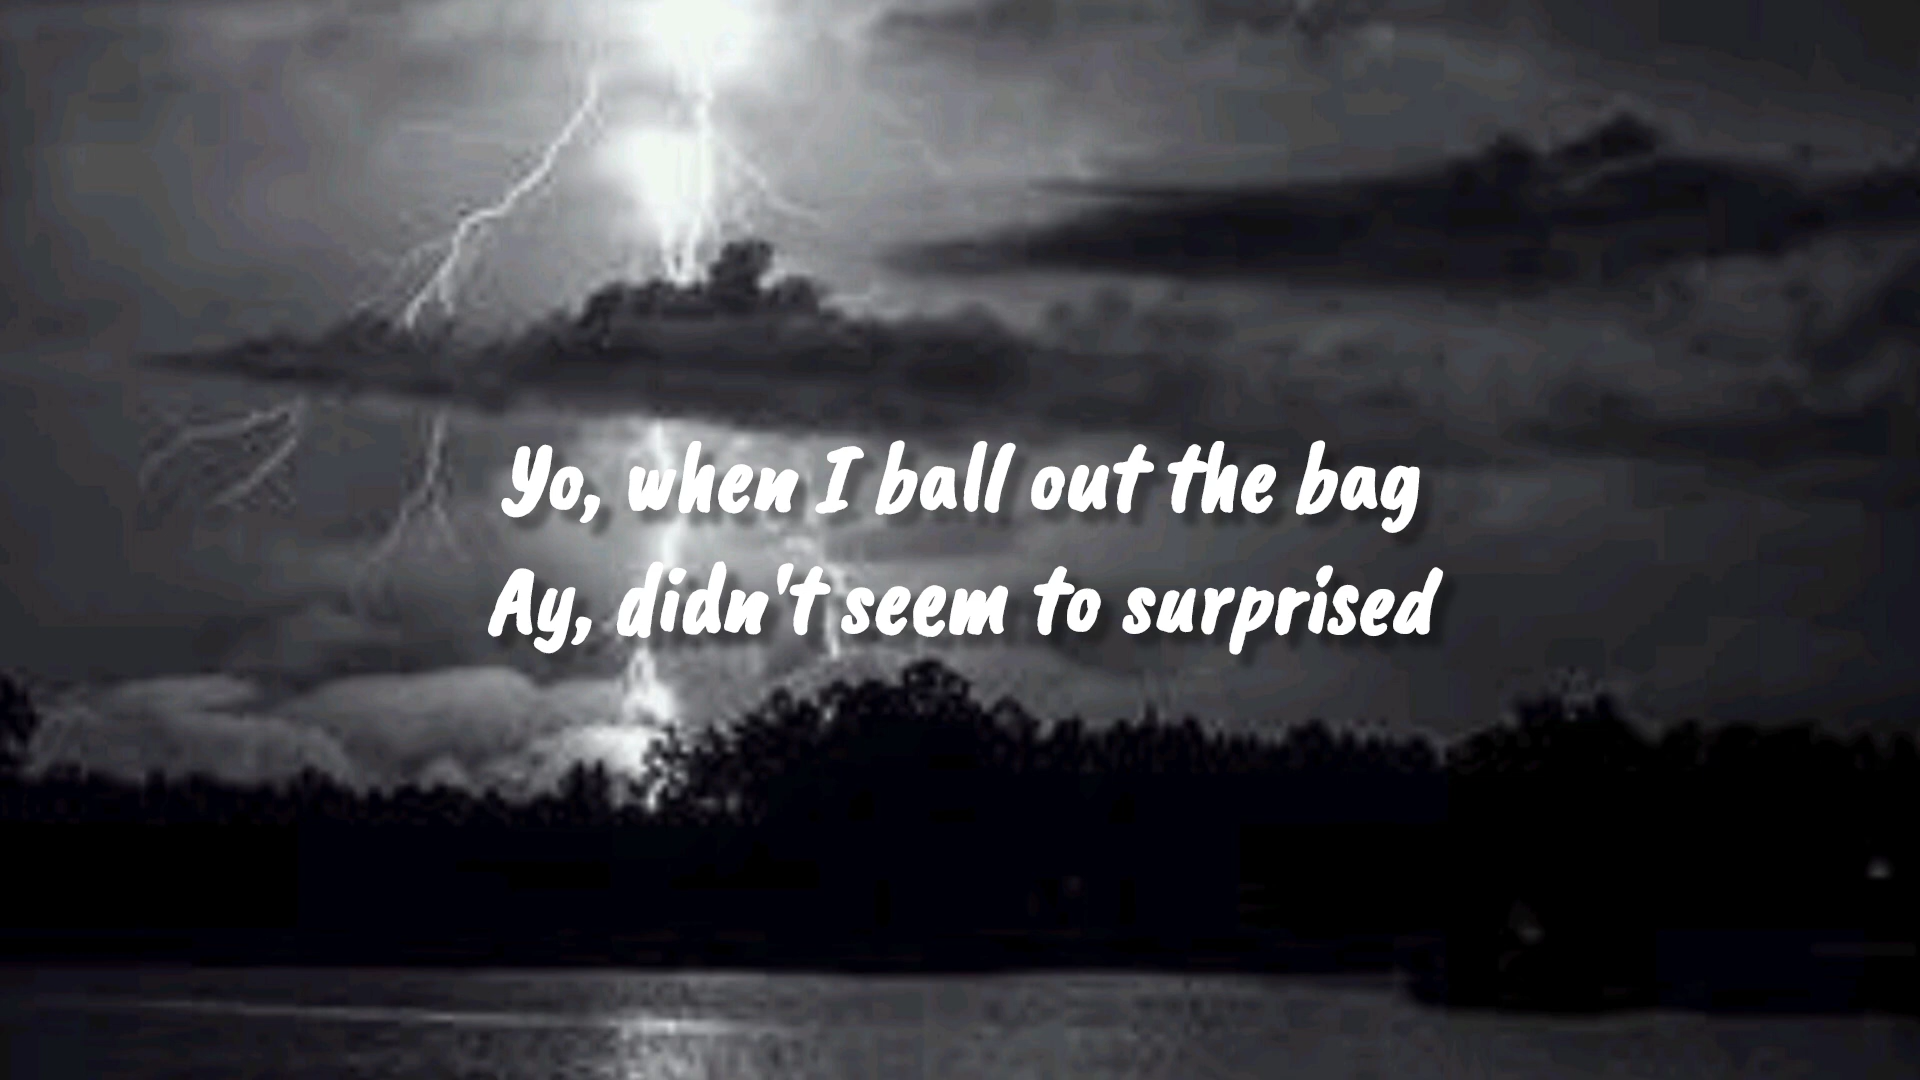 Yo, when I ball out the bag
Ay, didn't seem to surprised